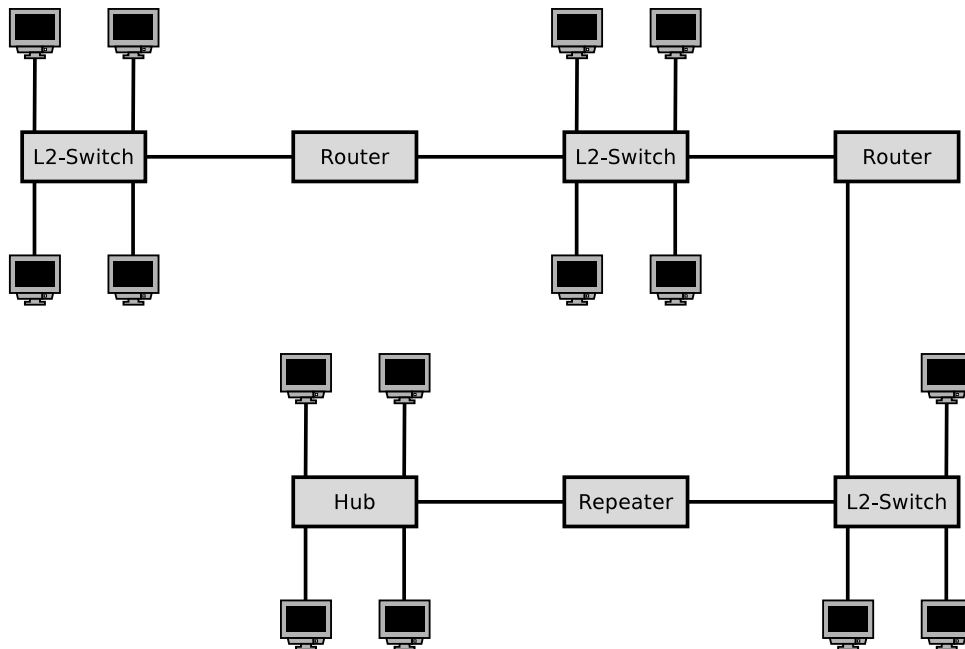 L2-Switch
Router
L2-Switch
Router
Hub
Repeater
L2-Switch